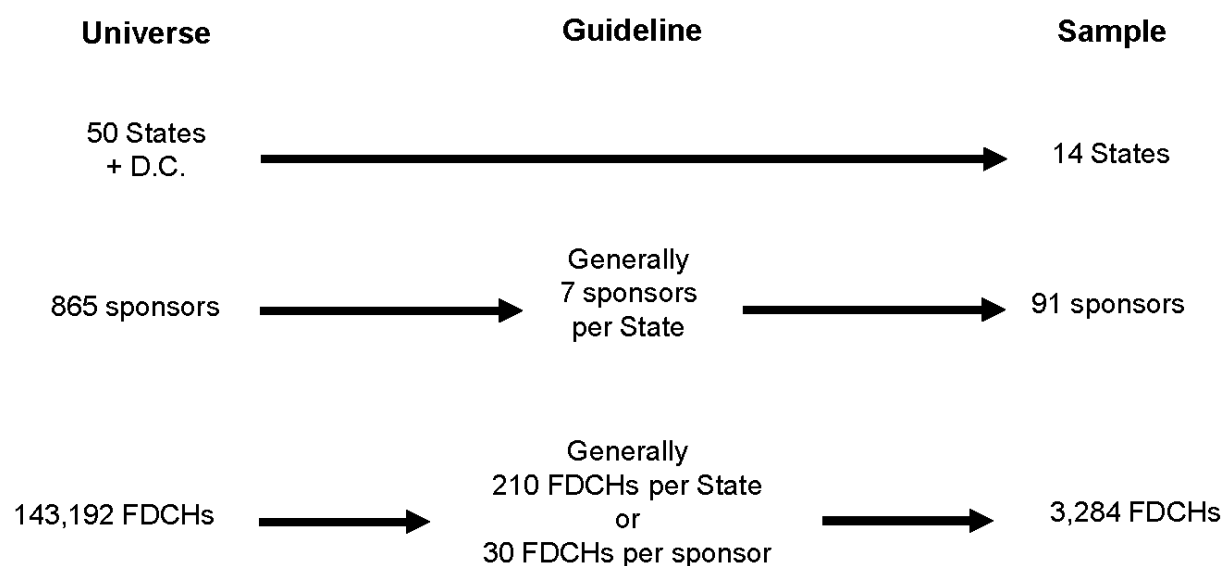 Universe
Guideline
Sample
50 States
+ D.C.
14 States
865 sponsors
Generally
7 sponsors
per State
91 sponsors
143,192 FDCHs
Generally
210 FDCHs per State
or
30 FDCHs per sponsor
3,284 FDCHs